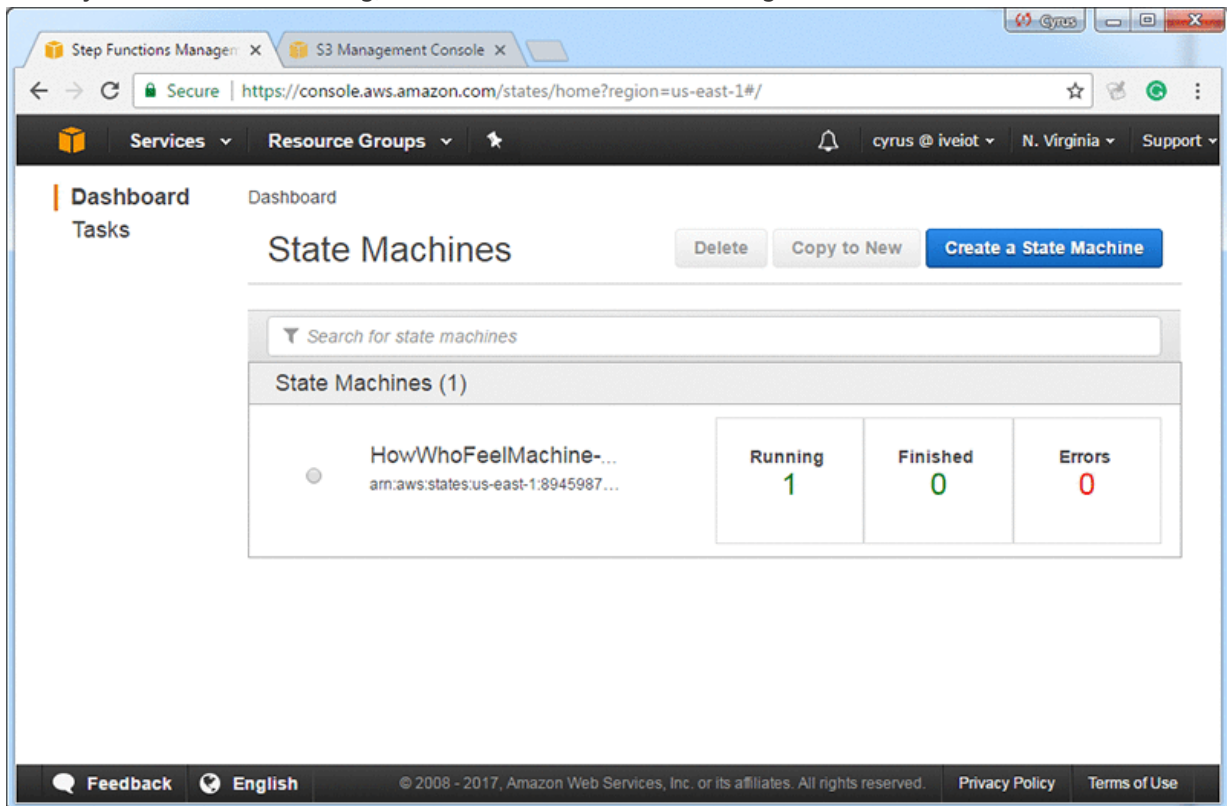 Cyrus
Step Functions Managem
S3 Management Console
Secure
https://console.aws.amazon.com/states/home?region=us-east-1#/
Services
Resource Groups
cyrus @ iveiot
N. Virginia
Support
Dashboard
Tasks
Dashboard
State Machines
Delete
Copy to New
Create a State Machine
Search for state machines
State Machines (1)
HowWhoFeelMachine-...
arn:aws:states:us-east-1:8945987...
Running
1
Finished
0
Errors
0
Feedback
English
© 2008 - 2017, Amazon Web Services, Inc. or its affiliates. All rights reserved.
Privacy Policy
Terms of Use